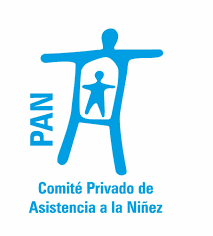 PAN
Comité Privado de
Asistencia a la Niñez